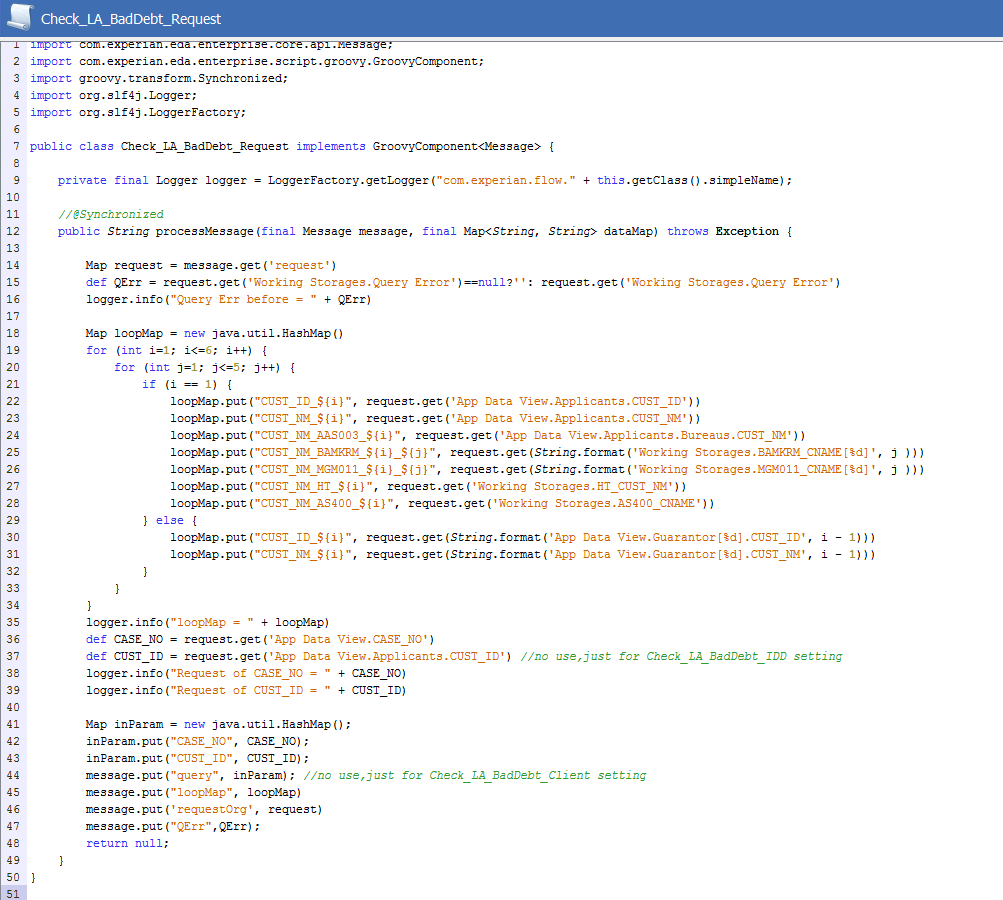 Check_LA_BadDebt_Request
1 import com.experian.eda.enterprise.core.api.Message;
2 import com.experian.eda.enterprise.script.groovy.GroovyComponent;
3 import groovy.transform.Synchronized;
4 import org.slf4j.Logger;
5 import org.slf4j.LoggerFactory;
6
7 public class Check_LA_BadDebt_Request implements GroovyComponent<Message> {
8
9     private final Logger logger = LoggerFactory.getLogger("com.experian.flow." + this.getClass().simpleName);
10
11     //@Synchronized
12     public String processMessage(final Message message, final Map<String, String> dataMap) throws Exception {
13
14         Map request = message.get('request')
15         def QErr = request.get('Working Storages.Query Error')==null?'': request.get('Working Storages.Query Error')
16         logger.info("Query Err before = " + QErr)
17
18         Map loopMap = new java.util.HashMap()
19         for (int i=1; i<=6; i++) {
20             for (int j=1; j<=5; j++) {
21                 if (i == 1) {
22                     loopMap.put("CUST_ID_${i}", request.get('App Data View.Applicants.CUST_ID'))
23                     loopMap.put("CUST_NM_${i}", request.get('App Data View.Applicants.CUST_NM'))
24                     loopMap.put("CUST_NM_AAS003_${i}", request.get('App Data View.Applicants.Bureaus.CUST_NM'))
25                     loopMap.put("CUST_NM_BAMKRM_${i}_${j}", request.get(String.format('Working Storages.BAMKRM_CNAME[%d]', j )))
26                     loopMap.put("CUST_NM_MGM011_${i}_${j}", request.get(String.format('Working Storages.MGM011_CNAME[%d]', j )))
27                     loopMap.put("CUST_NM_HT_${i}", request.get('Working Storages.HT_CUST_NM'))
28                     loopMap.put("CUST_NM_AS400_${i}", request.get('Working Storages.AS400_CNAME'))
29                 } else {
30                     loopMap.put("CUST_ID_${i}", request.get(String.format('App Data View.Guarantor[%d].CUST_ID', i - 1)))
31                     loopMap.put("CUST_NM_${i}", request.get(String.format('App Data View.Guarantor[%d].CUST_NM', i - 1)))
32                 }
33             }
34         }
35         logger.info("loopMap = " + loopMap)
36         def CASE_NO = request.get('App Data View.CASE_NO')
37         def CUST_ID = request.get('App Data View.Applicants.CUST_ID') //no use,just for Check_LA_BadDebt_IDD setting
38         logger.info("Request of CASE_NO = " + CASE_NO)
39         logger.info("Request of CUST_ID = " + CUST_ID)
40
41         Map inParam = new java.util.HashMap();
42         inParam.put("CASE_NO", CASE_NO);
43         inParam.put("CUST_ID", CUST_ID);
44         message.put("query", inParam); //no use,just for Check_LA_BadDebt_Client setting
45         message.put("loopMap", loopMap)
46         message.put('requestOrg', request)
47         message.put("QErr",QErr);
48         return null;
49     }
50 }
51